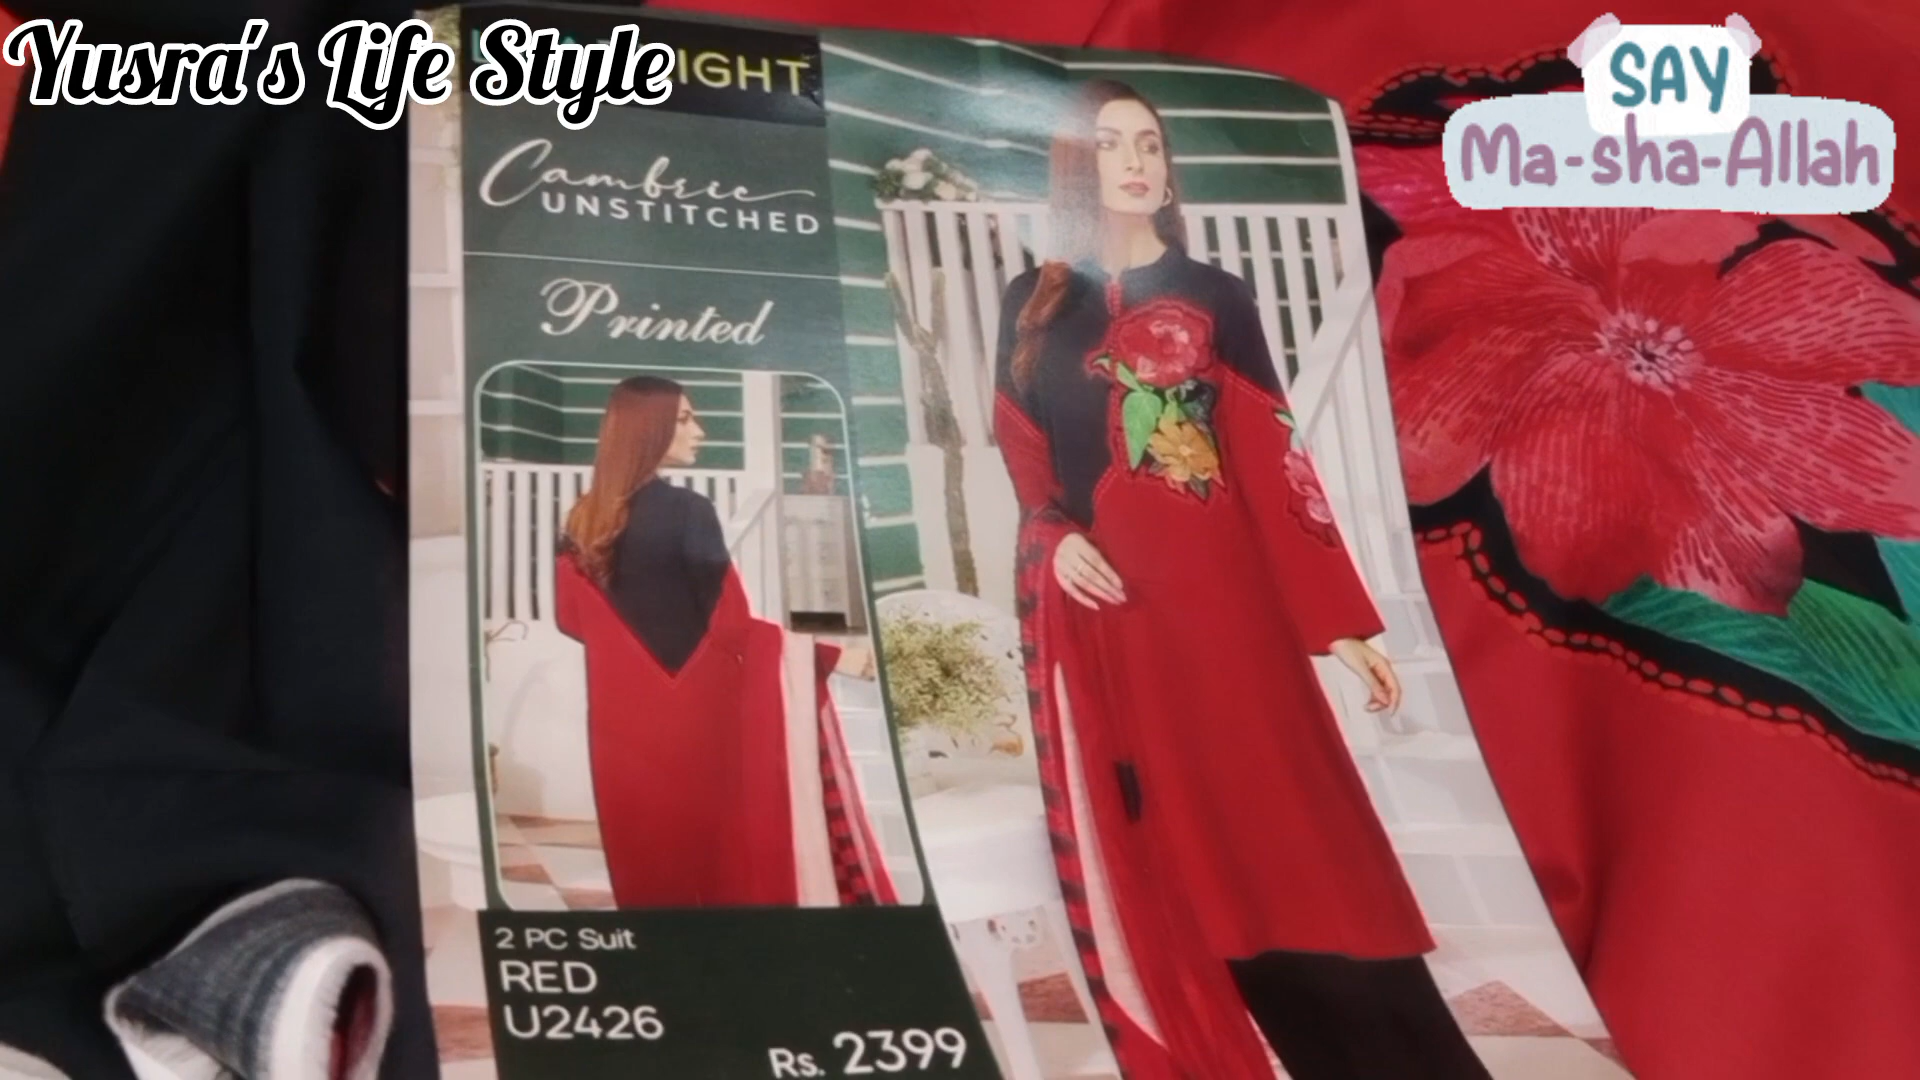 Yusra's Life Style
IGHT
SAY
Ma-sha-Allah
Cambric
UNSTITCHED
Printed
2 PC Suit
RED
U2426
Rs. 2399